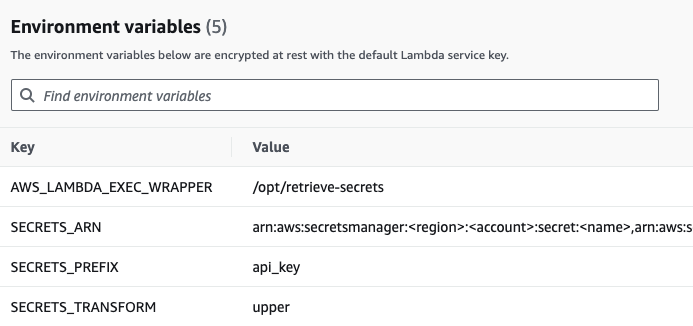 Environment variables (5)
The environment variables below are encrypted at rest with the default Lambda service key.
Find environment variables
Key Value
AWS_LAMBDA_EXEC_WRAPPER /opt/retrieve-secrets
SECRETS_ARN arn:aws:secretsmanager:<region>:<account>:secret:<name>,arn:aws:s
SECRETS_PREFIX api_key
SECRETS_TRANSFORM upper